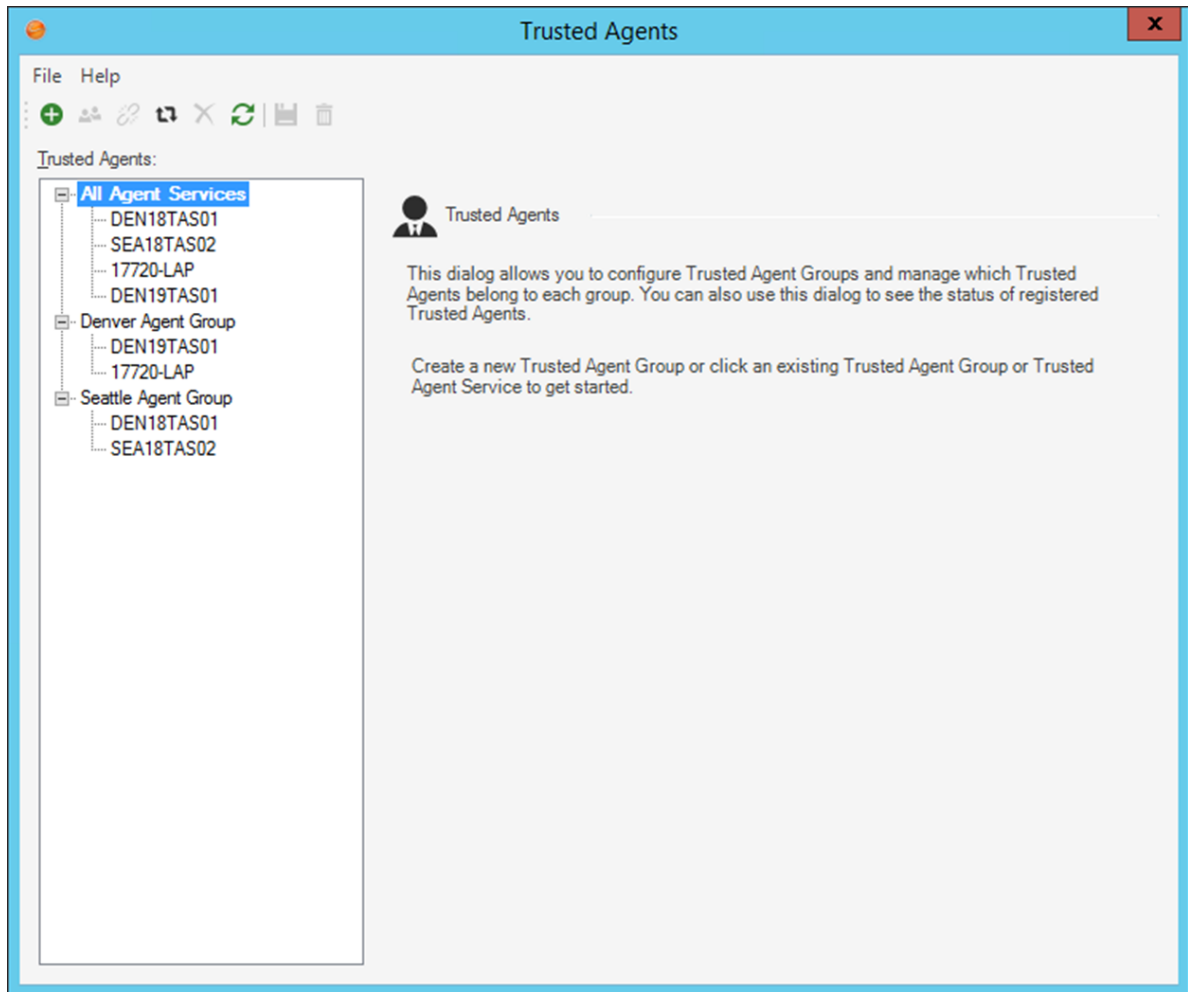 Trusted Agents
x
File Help
Trusted Agents:
All Agent Services
DEN18TAS01
SEA18TAS02
17720-LAP
DEN19TAS01
Denver Agent Group
DEN19TAS01
17720-LAP
Seattle Agent Group
DEN18TAS01
SEA18TAS02
Trusted Agents
This dialog allows you to configure Trusted Agent Groups and manage which Trusted
Agents belong to each group. You can also use this dialog to see the status of registered
Trusted Agents.
Create a new Trusted Agent Group or click an existing Trusted Agent Group or Trusted
Agent Service to get started.